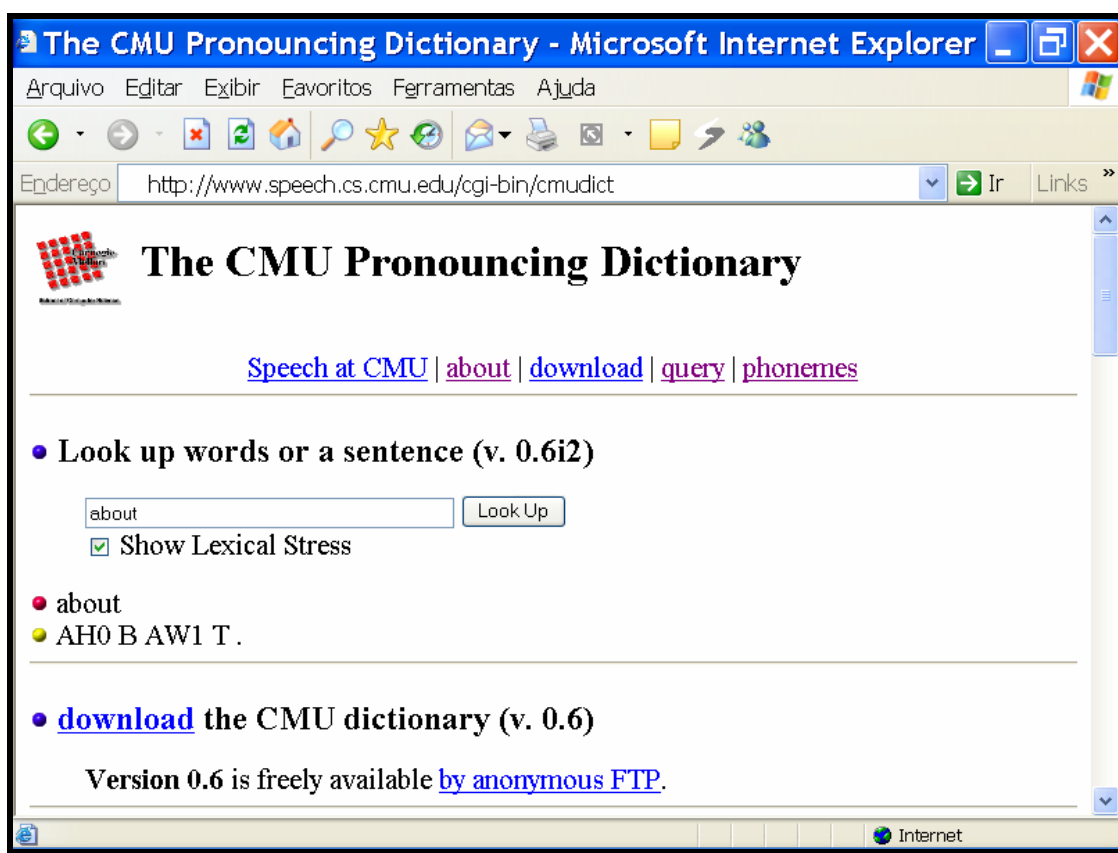 The CMU Pronouncing Dictionary - Microsoft Internet Explorer
Arquivo Editar Exibir Favoritos Ferramentas Ajuda
Endereço http://www.speech.cs.cmu.edu/cgi-bin/cmudict Ir Links »
Carnegie
Mellon
The CMU Pronouncing Dictionary
Speech at CMU | about | download | query | phonemes
Look up words or a sentence (v. 0.6i2)
about Look Up
Show Lexical Stress
about
AH0 B AW1 T .
download the CMU dictionary (v. 0.6)
Version 0.6 is freely available by anonymous FTP.
Internet